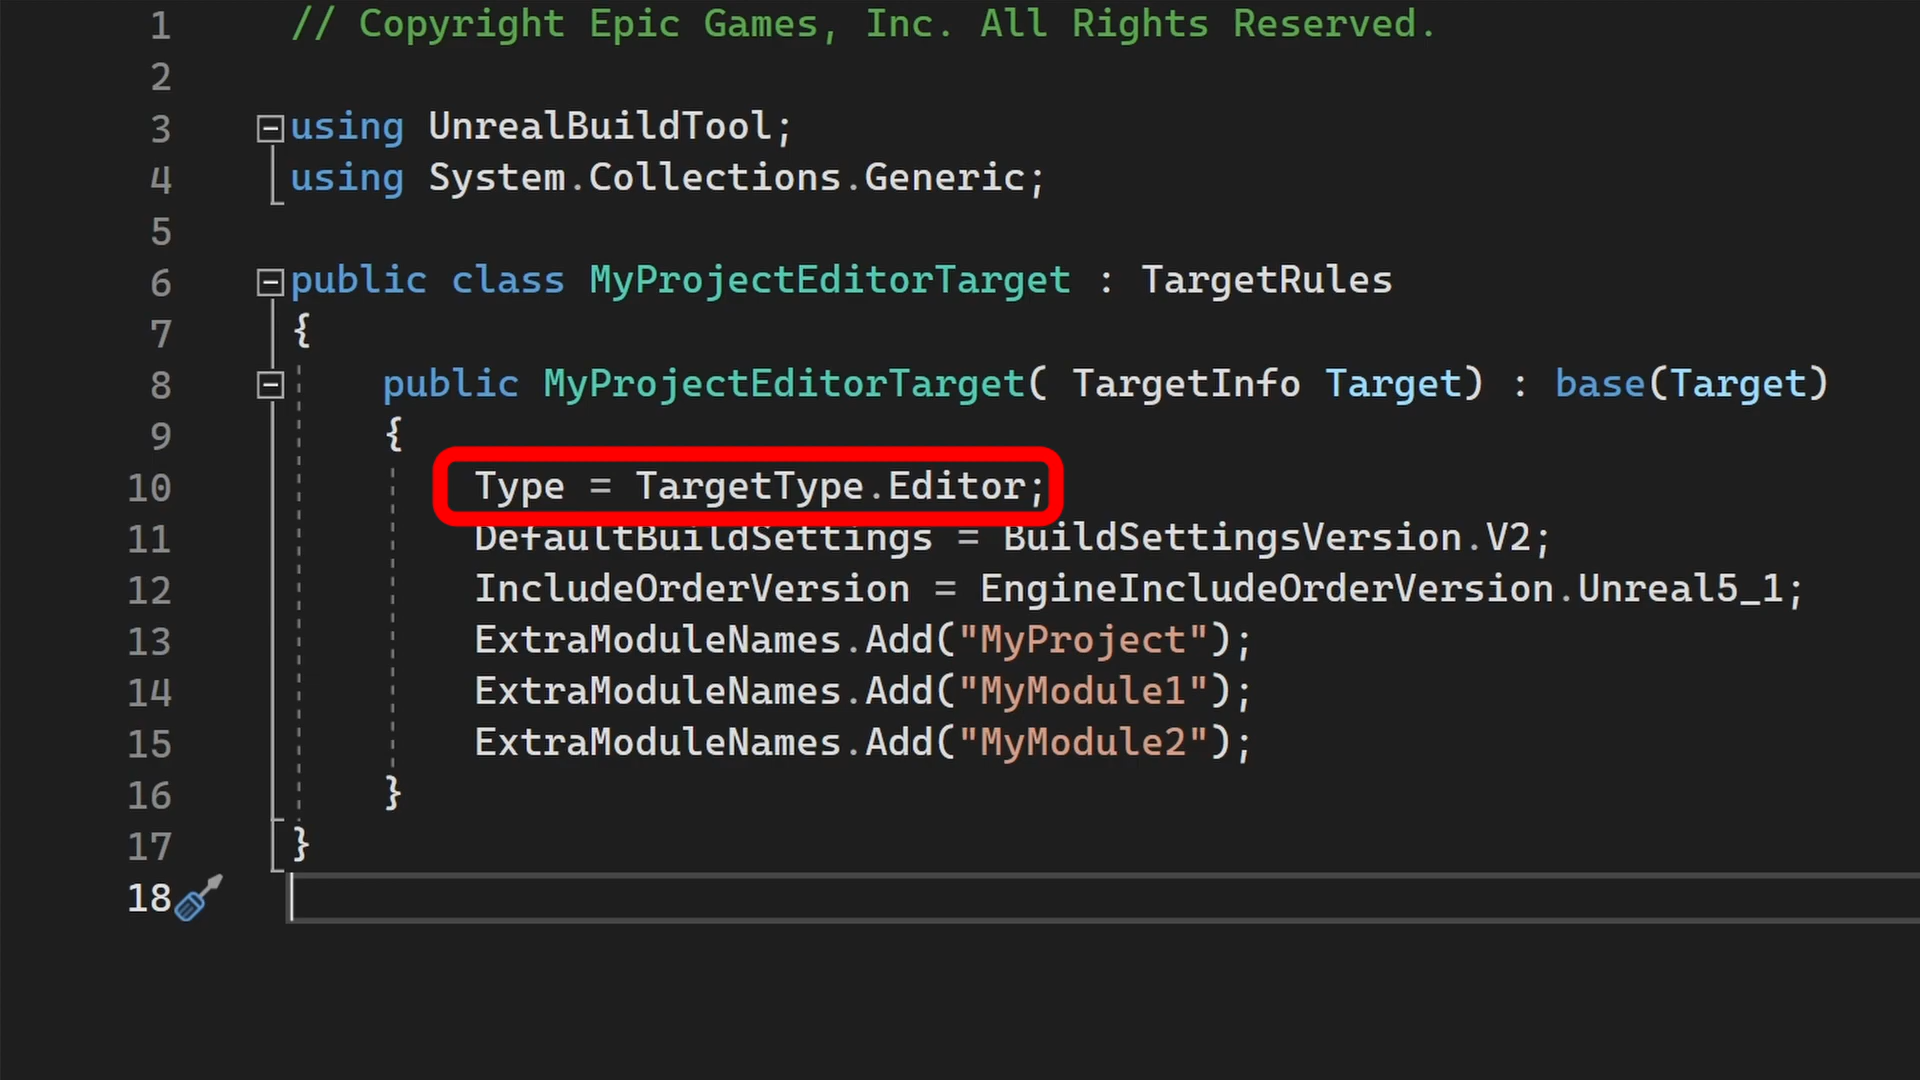 1 // Copyright Epic Games, Inc. All Rights Reserved.
2
3 using UnrealBuildTool;
4 using System.Collections.Generic;
5
6 public class MyProjectEditorTarget : TargetRules
7 {
8 public MyProjectEditorTarget( TargetInfo Target) : base(Target)
9 {
10 Type = TargetType.Editor;
11 DefaultBuildSettings = BuildSettingsVersion.V2;
12 IncludeOrderVersion = EngineIncludeOrderVersion.Unreal5_1;
13 ExtraModuleNames.Add("MyProject");
14 ExtraModuleNames.Add("MyModule1");
15 ExtraModuleNames.Add("MyModule2");
16 }
17 }
18